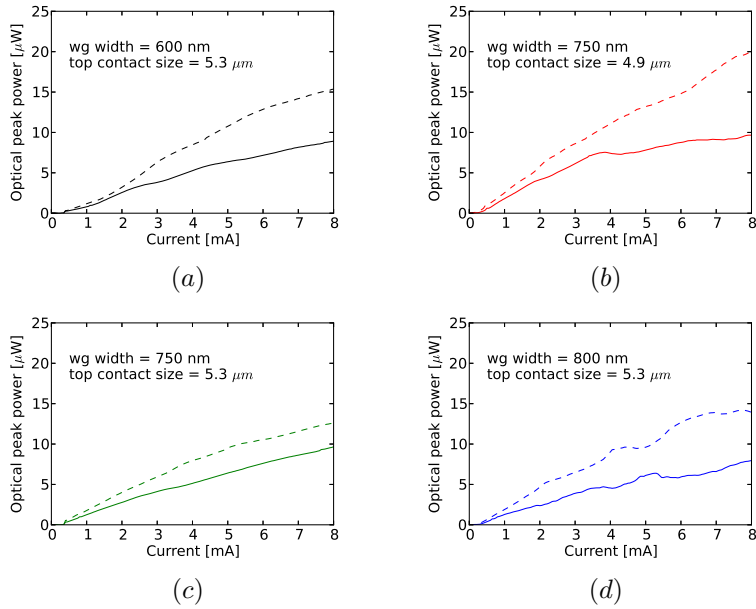 25
20
15
10
5
0
Optical peak power [μW]
wg width = 600 nm
top contact size = 5.3 μm
0 1 2 3 4 5 6 7 8
Current [mA]
(a)
25
20
15
10
5
0
Optical peak power [μW]
wg width = 750 nm
top contact size = 4.9 μm
0 1 2 3 4 5 6 7 8
Current [mA]
(b)
25
20
15
10
5
0
Optical peak power [μW]
wg width = 750 nm
top contact size = 5.3 μm
0 1 2 3 4 5 6 7 8
Current [mA]
(c)
25
20
15
10
5
0
Optical peak power [μW]
wg width = 800 nm
top contact size = 5.3 μm
0 1 2 3 4 5 6 7 8
Current [mA]
(d)